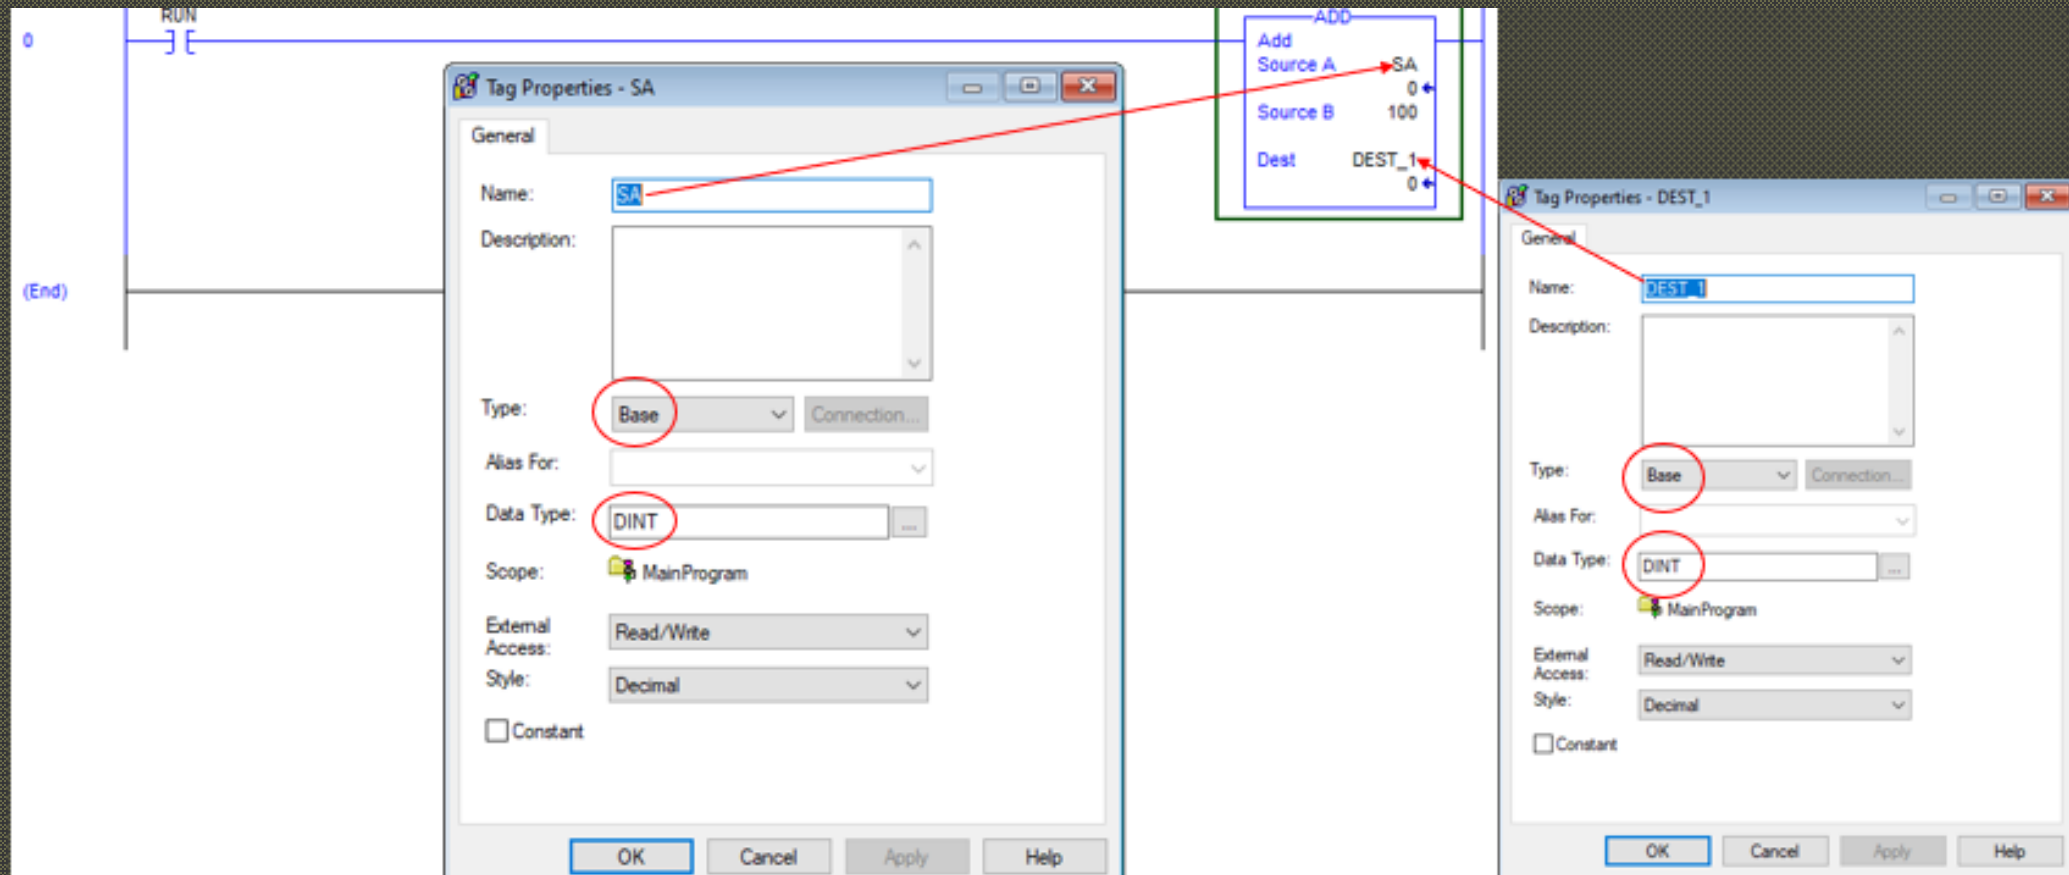 RUN
0
ADD
Add
Source A SA
0
Source B 100
Dest DEST_1
0
(End)
Tag Properties - SA
General
Name: SA
Description:
Type: Base Connection...
Alias For:
Data Type: DINT ...
Scope: MainProgram
External Access: Read/Write
Style: Decimal
Constant
OK Cancel Apply Help
Tag Properties - DEST_1
General
Name: DEST_1
Description:
Type: Base Connection...
Alias For:
Data Type: DINT ...
Scope: MainProgram
External Access: Read/Write
Style: Decimal
Constant
OK Cancel Apply Help